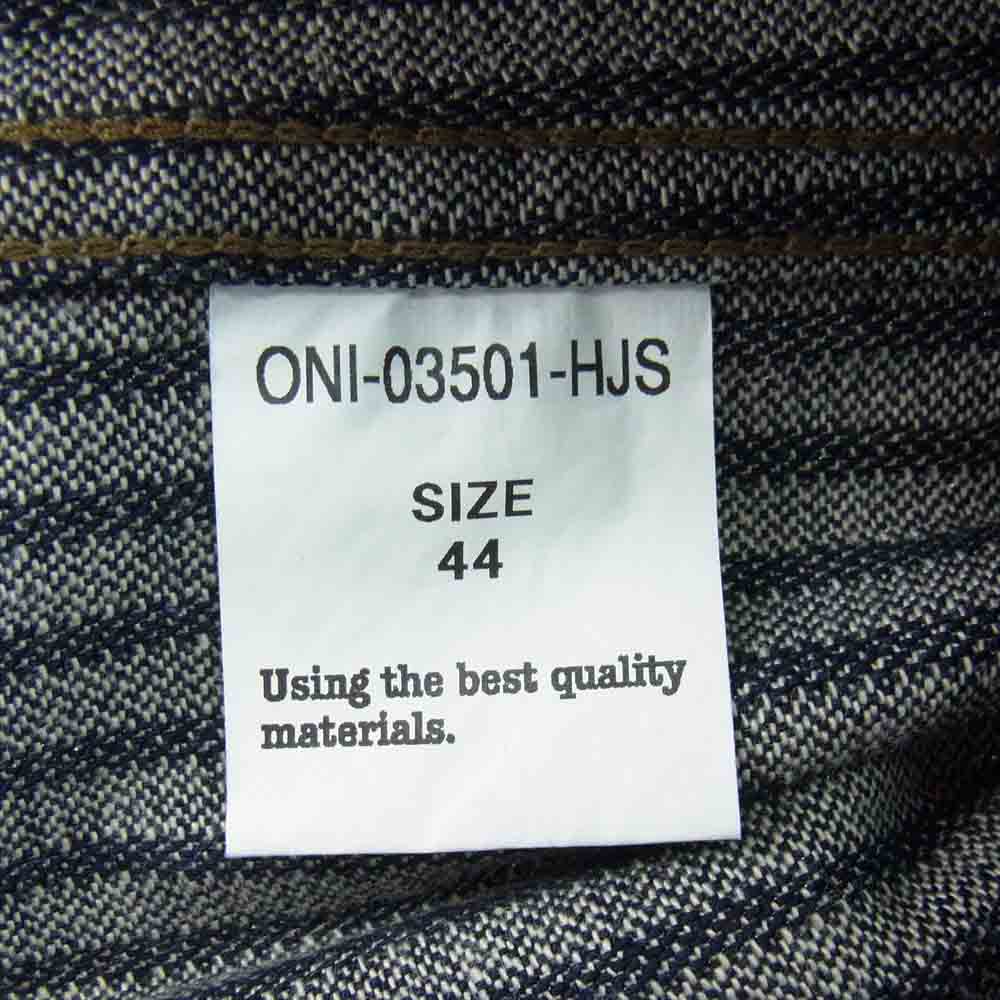 ONI-03501-HJS
SIZE
44
Using the best quality
materials.